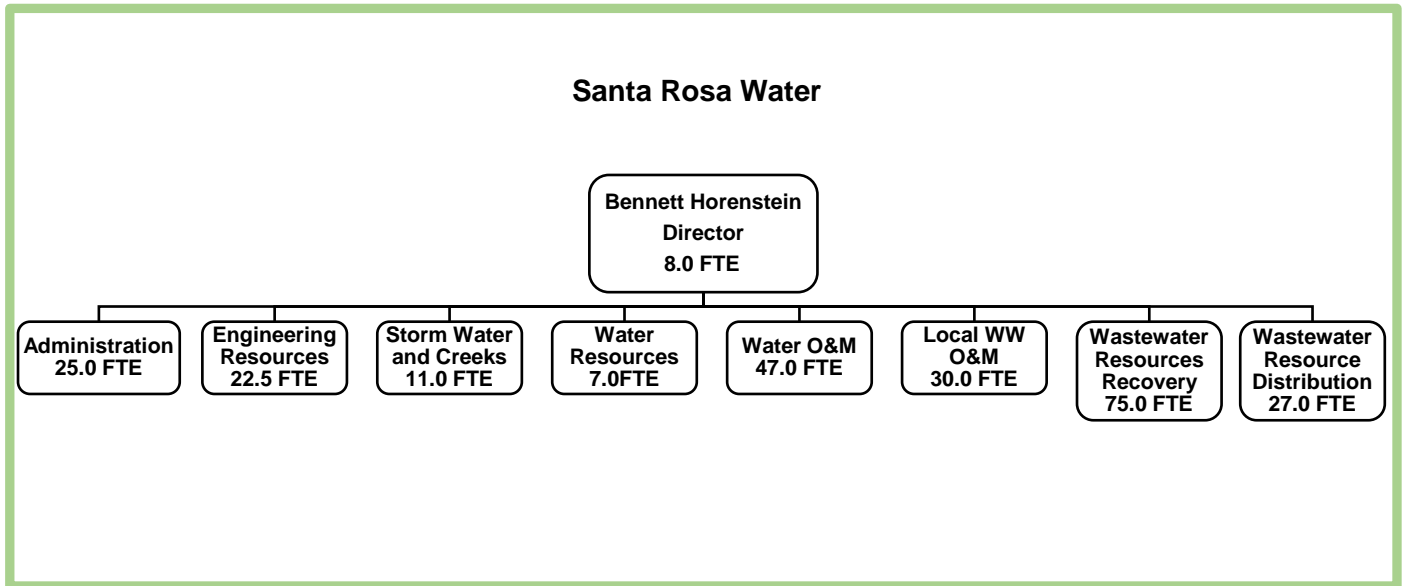 Santa Rosa Water
Bennett Horenstein
Director
8.0 FTE
Administration
25.0 FTE
Engineering
Resources
22.5 FTE
Storm Water
and Creeks
11.0 FTE
Water
Resources
7.0FTE
Water O&M
47.0 FTE
Local WW
O&M
30.0 FTE
Wastewater
Resources
Recovery
75.0 FTE
Wastewater
Resource
Distribution
27.0 FTE